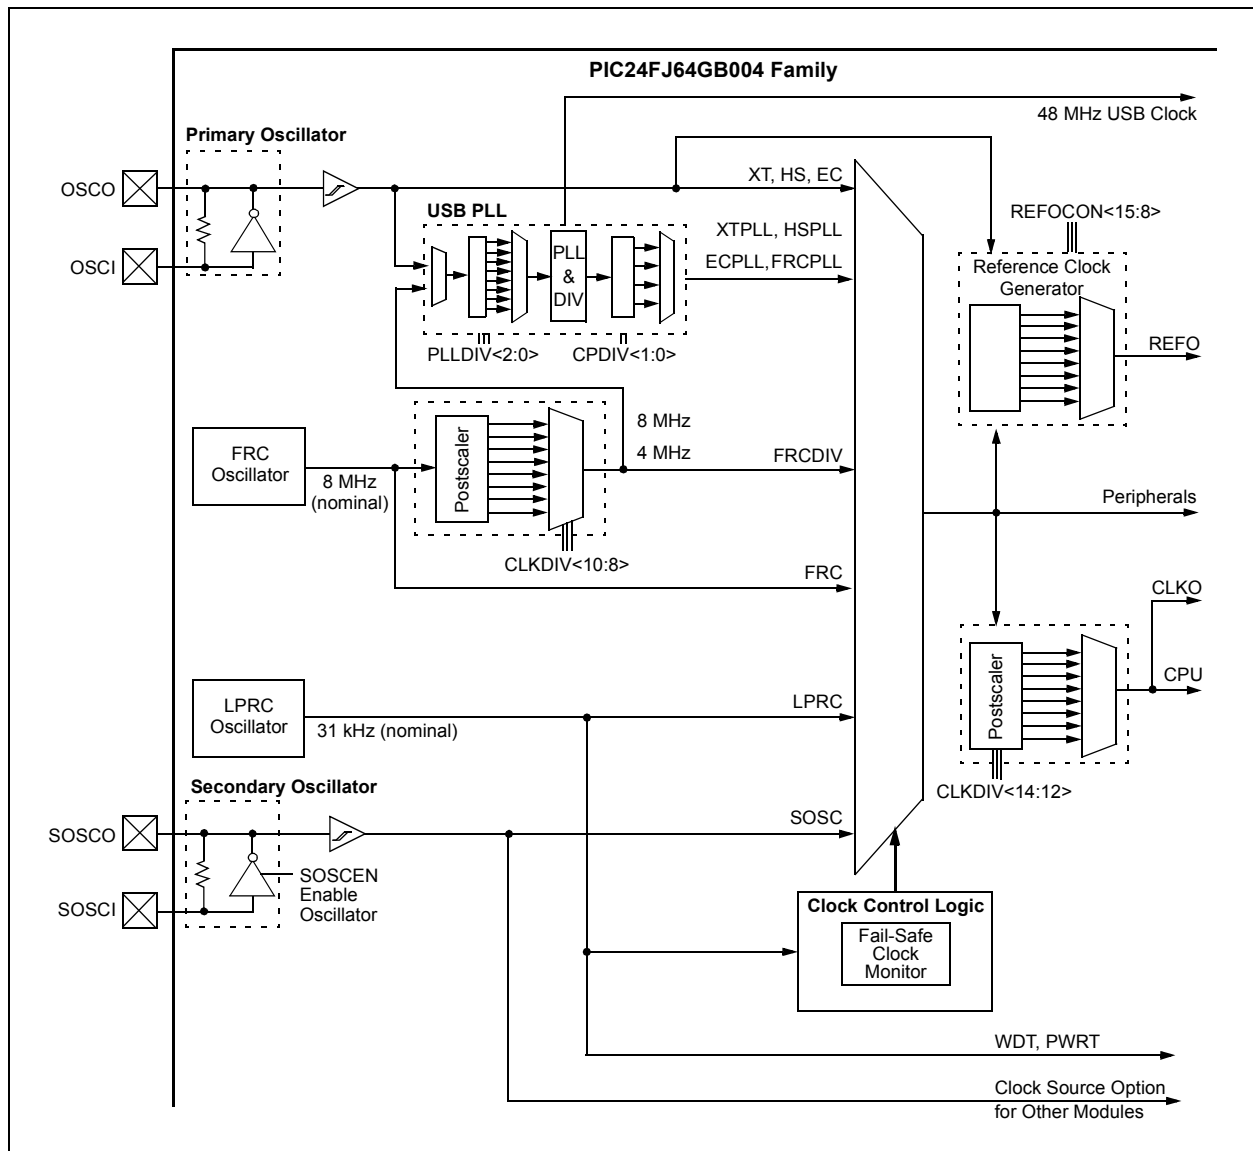 PIC24FJ64GB004 Family
48 MHz USB Clock
Primary Oscillator
OSCO
OSCI
XT, HS, EC
USB PLL
XTPLL, HSPLL
ECPLL,FRCPLL
PLL
&
DIV
PLLDIV<2:0>
CPDIV<1:0>
REFOCON<15:8>
Reference Clock
Generator
REFO
FRC
Oscillator
8 MHz
(nominal)
Postscaler
CLKDIV<10:8>
8 MHz
4 MHz
FRCDIV
Peripherals
FRC
CLKO
CPU
Postscaler
CLKDIV<14:12>
LPRC
Oscillator
31 kHz (nominal)
LPRC
Secondary Oscillator
SOSCO
SOSCI
SOSCEN
Enable
Oscillator
SOSC
Clock Control Logic
Fail-Safe
Clock
Monitor
WDT, PWRT
Clock Source Option
for Other Modules